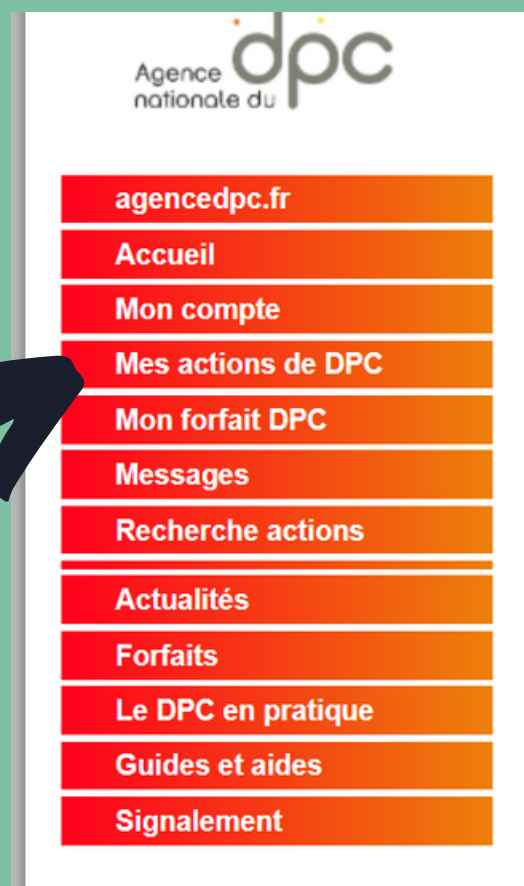 Agence dpc
nationale du
agencedpc.fr
Accueil
Mon compte
Mes actions de DPC
Mon forfait DPC
Messages
Recherche actions
Actualités
Forfaits
Le DPC en pratique
Guides et aides
Signalement